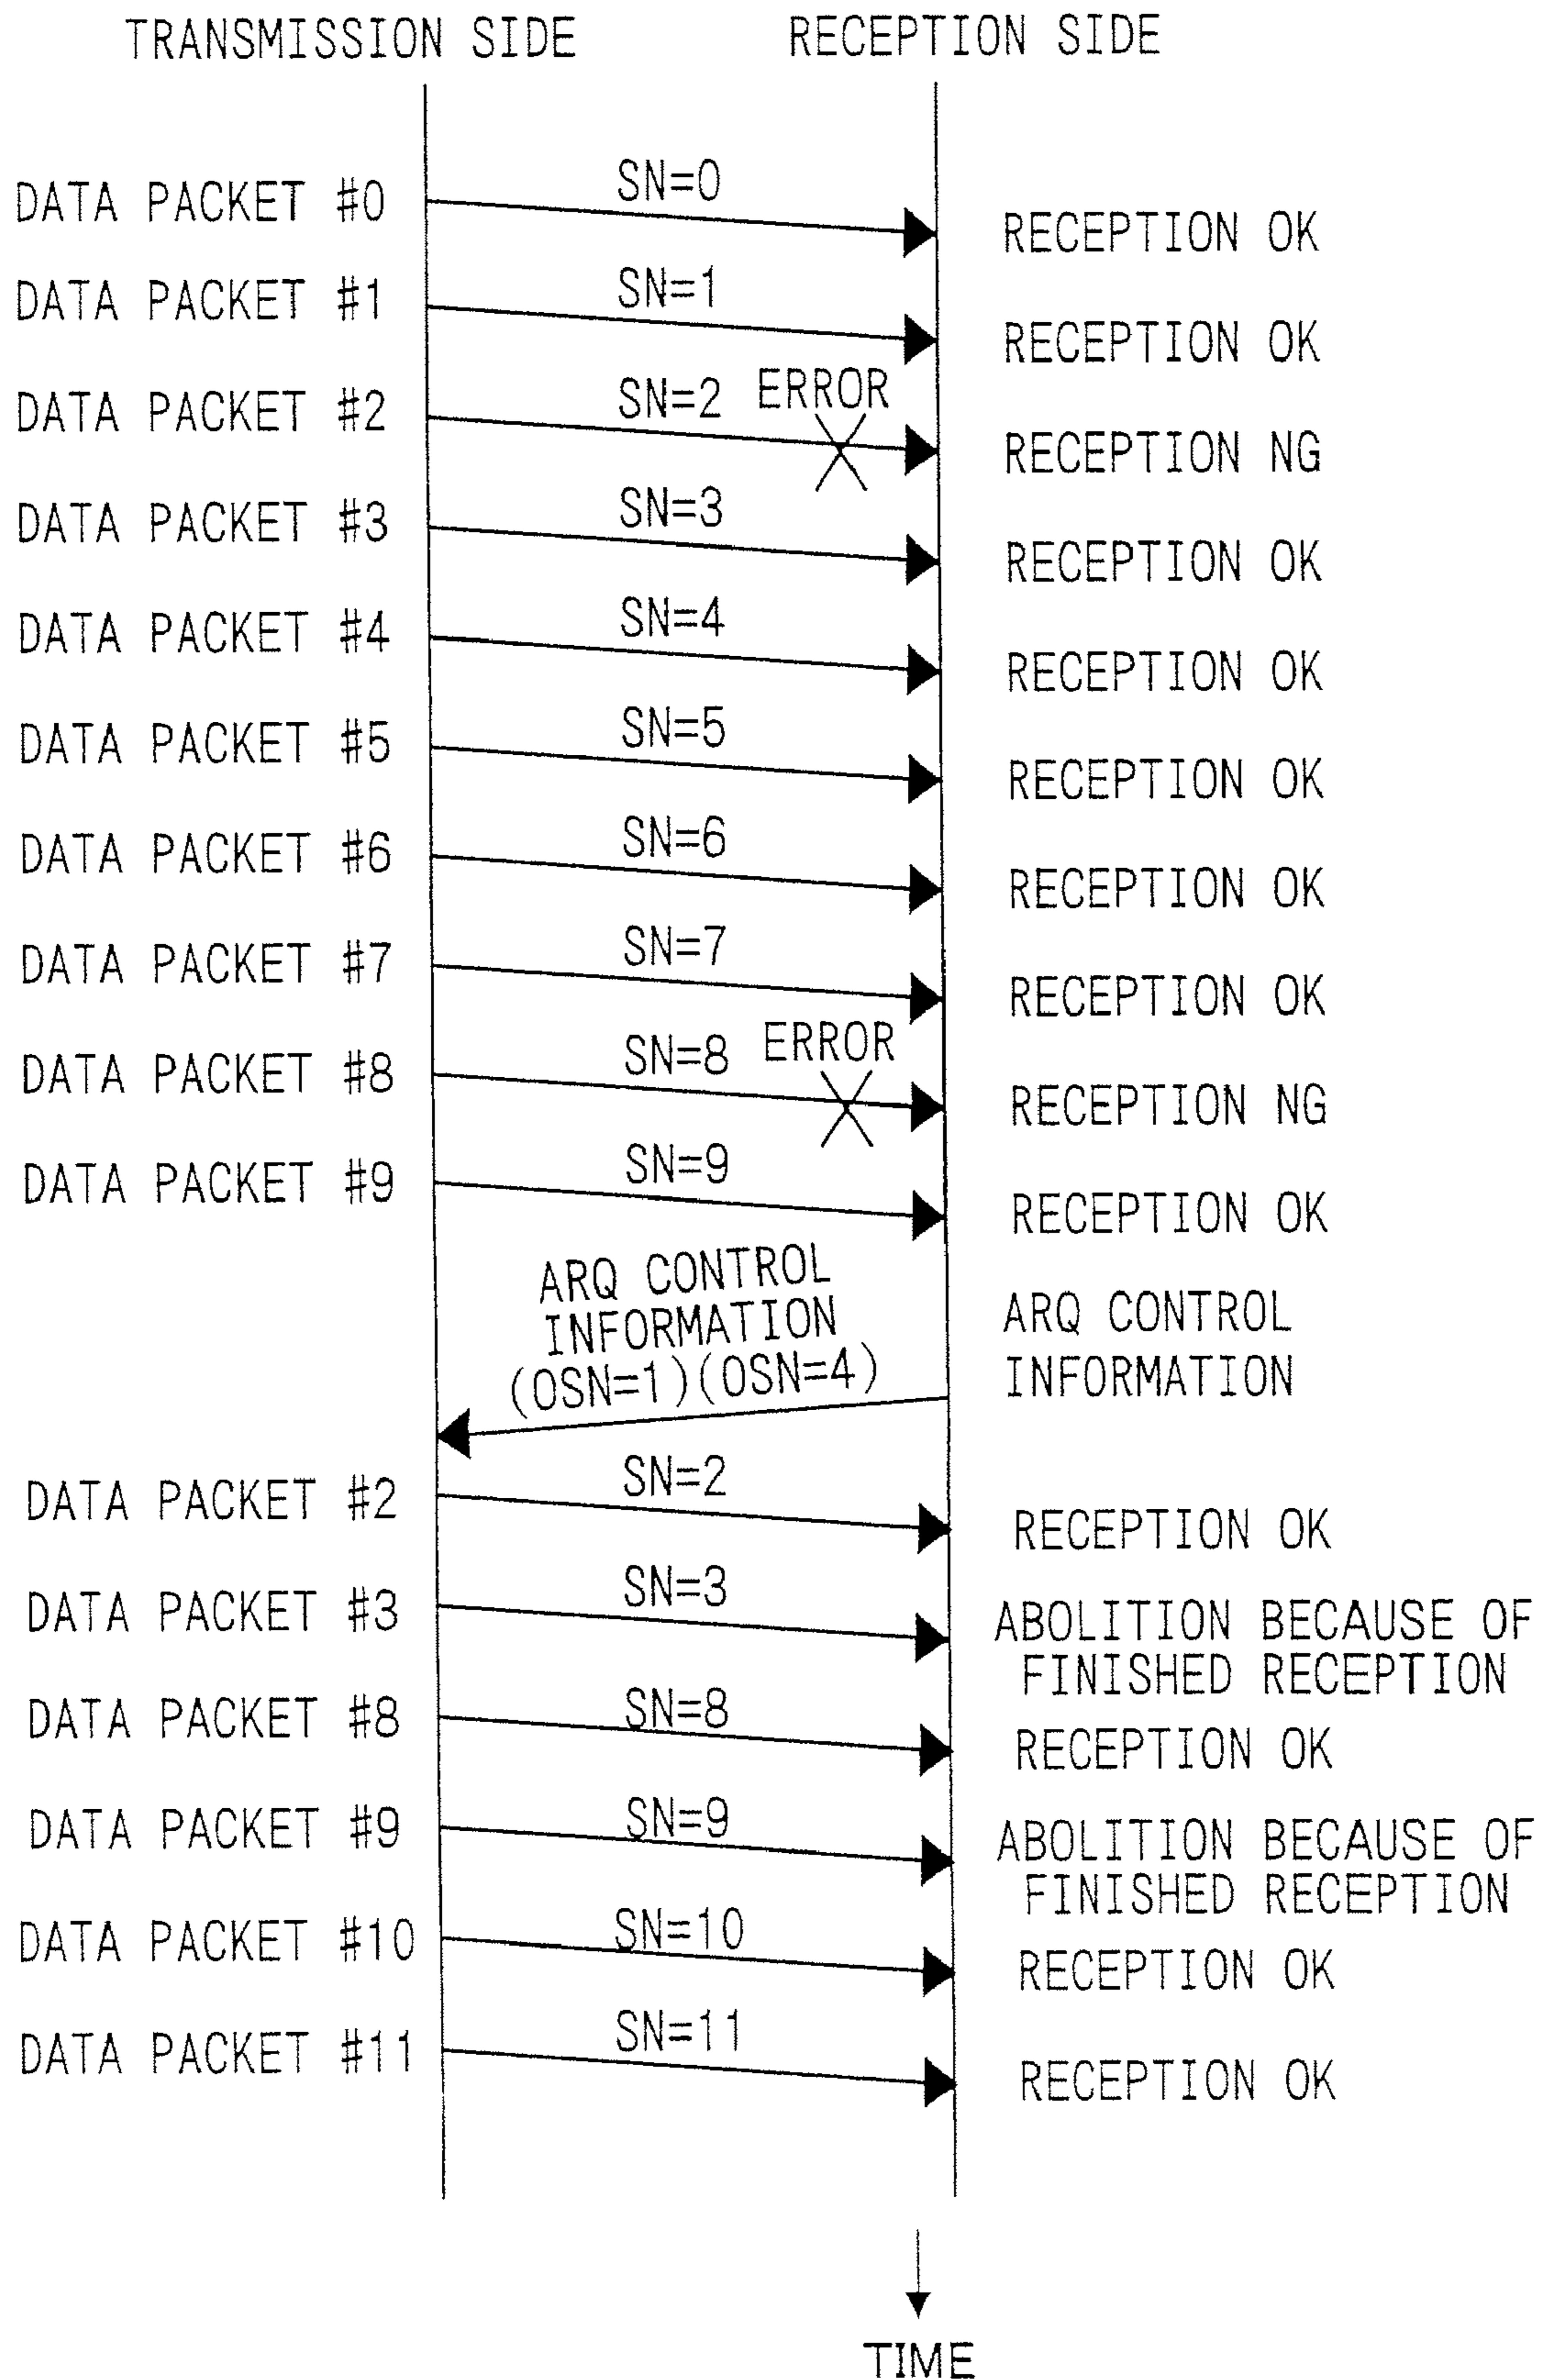 TRANSMISSION SIDE RECEPTION SIDE
DATA PACKET #0 SN=0 RECEPTION OK
DATA PACKET #1 SN=1 RECEPTION OK
DATA PACKET #2 SN=2 ERROR RECEPTION NG
DATA PACKET #3 SN=3 RECEPTION OK
DATA PACKET #4 SN=4 RECEPTION OK
DATA PACKET #5 SN=5 RECEPTION OK
DATA PACKET #6 SN=6 RECEPTION OK
DATA PACKET #7 SN=7 RECEPTION OK
DATA PACKET #8 SN=8 ERROR RECEPTION NG
DATA PACKET #9 SN=9 RECEPTION OK
ARQ CONTROL
INFORMATION
(OSN=1)(OSN=4)
ARQ CONTROL
INFORMATION
DATA PACKET #2 SN=2 RECEPTION OK
DATA PACKET #3 SN=3 ABOLITION BECAUSE OF
FINISHED RECEPTION
DATA PACKET #8 SN=8 RECEPTION OK
DATA PACKET #9 SN=9 ABOLITION BECAUSE OF
FINISHED RECEPTION
DATA PACKET #10 SN=10 RECEPTION OK
DATA PACKET #11 SN=11 RECEPTION OK
TIME